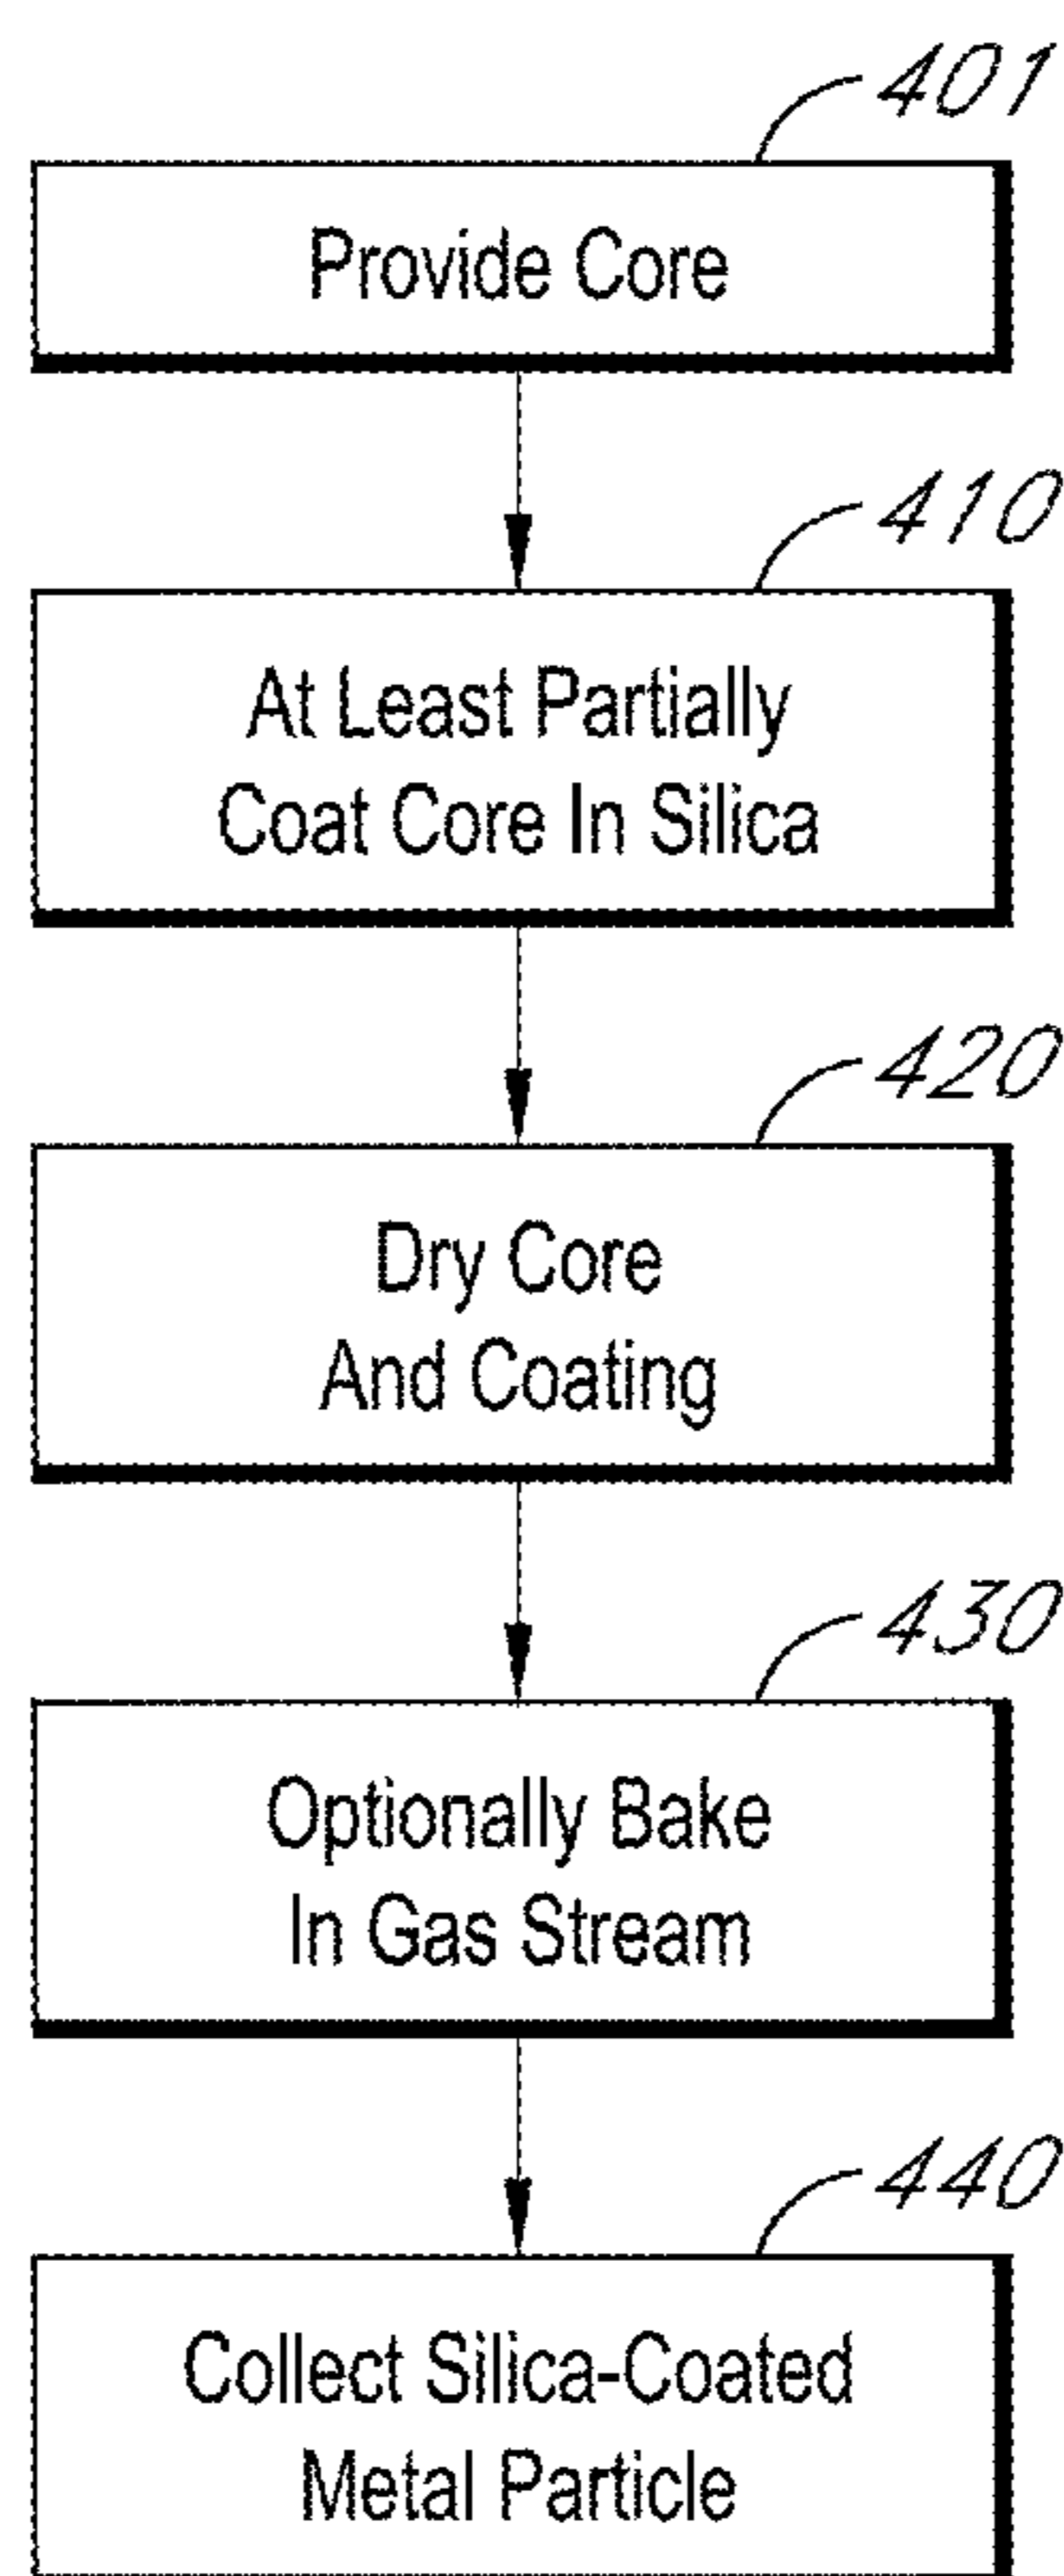 401
Provide Core
410
At Least Partially
Coat Core In Silica
420
Dry Core
And Coating
430
Optionally Bake
In Gas Stream
440
Collect Silica-Coated
Metal Particle